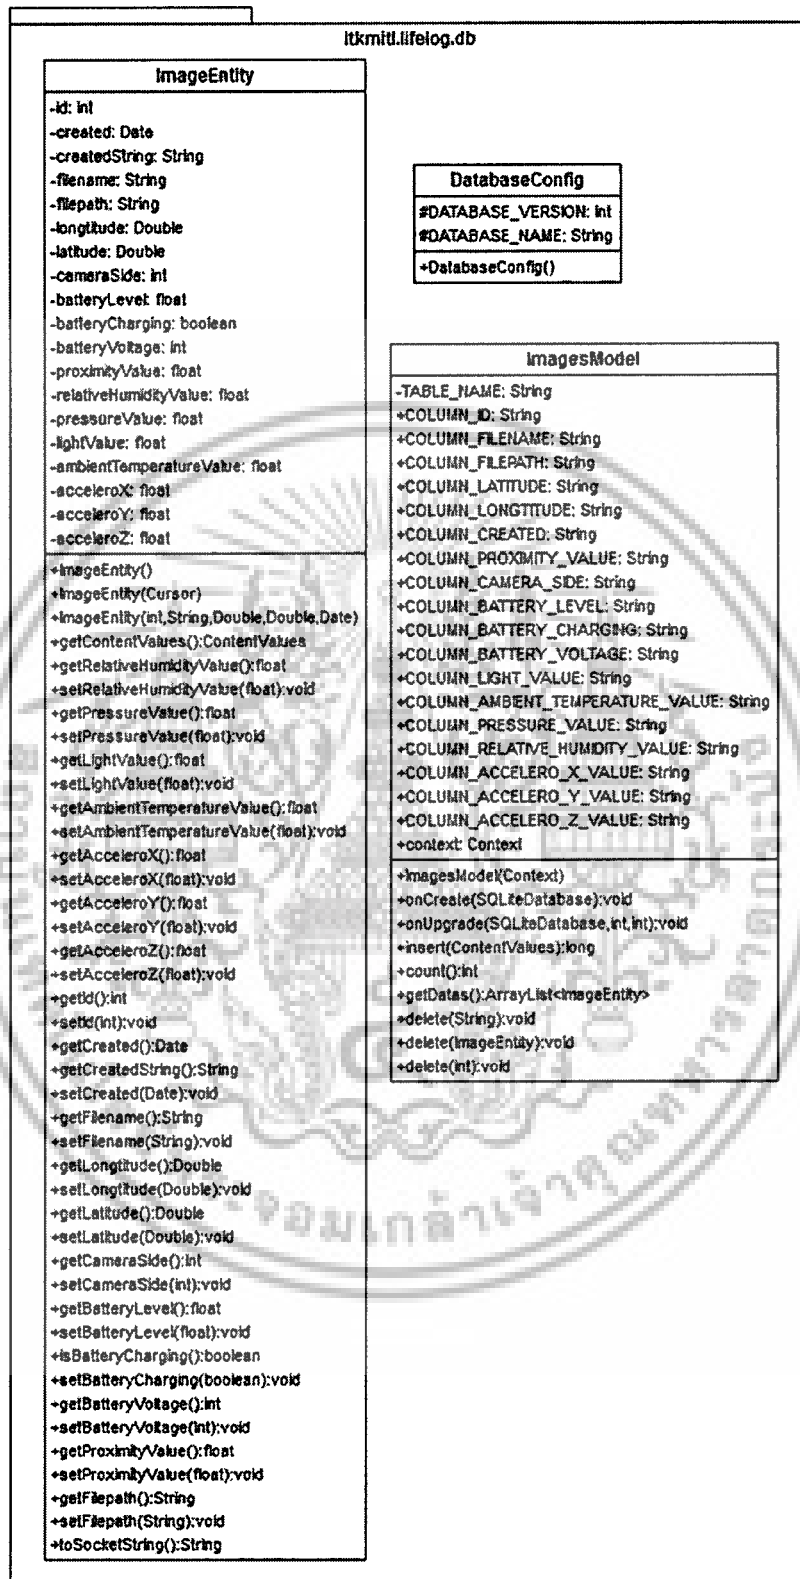 itkmitl.lifelog.db
ImageEntity
-id: int
-created: Date
-createdString: String
-filename: String
-filepath: String
-longtitude: Double
-latitude: Double
-cameraSide: int
-batteryLevel: float
-batteryCharging: boolean
-batteryVoltage: int
-proximityValue: float
-relativeHumidityValue: float
-pressureValue: float
-lightValue: float
-ambientTemperatureValue: float
-acceleroX: float
-acceleroY: float
-acceleroZ: float
+ImageEntity()
+ImageEntity(Cursor)
+ImageEntity(int,String,Double,Double,Date)
+getContentValues():ContentValues
+getRelativeHumidityValue():float
+setRelativeHumidityValue(float):void
+getPressureValue():float
+setPressureValue(float):void
+getLightValue():float
+setLightValue(float):void
+getAmbientTemperatureValue():float
+setAmbientTemperatureValue(float):void
+getAcceleroX():float
+setAcceleroX(float):void
+getAcceleroY():float
+setAcceleroY(float):void
+getAcceleroZ():float
+setAcceleroZ(float):void
+getId():int
+setId(int):void
+getCreated():Date
+getCreatedString():String
+setCreated(Date):void
+getFilename():String
+setFilename(String):void
+getLongtitude():Double
+setLongtitude(Double):void
+getLatitude():Double
+setLatitude(Double):void
+getCameraSide():int
+setCameraSide(int):void
+getBatteryLevel():float
+setBatteryLevel(float):void
+isBatteryCharging():boolean
+setBatteryCharging(boolean):void
+getBatteryVoltage():int
+setBatteryVoltage(int):void
+getProximityValue():float
+setProximityValue(float):void
+getFilepath():String
+setFilepath(String):void
+toSocketString():String
DatabaseConfig
#DATABASE_VERSION: int
#DATABASE_NAME: String
+DatabaseConfig()
ImagesModel
-TABLE_NAME: String
+COLUMN_ID: String
+COLUMN_FILENAME: String
+COLUMN_FILEPATH: String
+COLUMN_LATITUDE: String
+COLUMN_LONGTITUDE: String
+COLUMN_CREATED: String
+COLUMN_PROXIMITY_VALUE: String
+COLUMN_CAMERA_SIDE: String
+COLUMN_BATTERY_LEVEL: String
+COLUMN_BATTERY_CHARGING: String
+COLUMN_BATTERY_VOLTAGE: String
+COLUMN_LIGHT_VALUE: String
+COLUMN_AMBIENT_TEMPERATURE_VALUE: String
+COLUMN_PRESSURE_VALUE: String
+COLUMN_RELATIVE_HUMIDITY_VALUE: String
+COLUMN_ACCELERO_X_VALUE: String
+COLUMN_ACCELERO_Y_VALUE: String
+COLUMN_ACCELERO_Z_VALUE: String
+context: Context
+ImagesModel(Context)
+onCreate(SQLiteDatabase):void
+onUpgrade(SQLiteDatabase,int,int):void
+insert(ContentValues):long
+count():int
+getDatas():ArrayList<ImageEntity>
+delete(String):void
+delete(ImageEntity):void
+delete(int):void